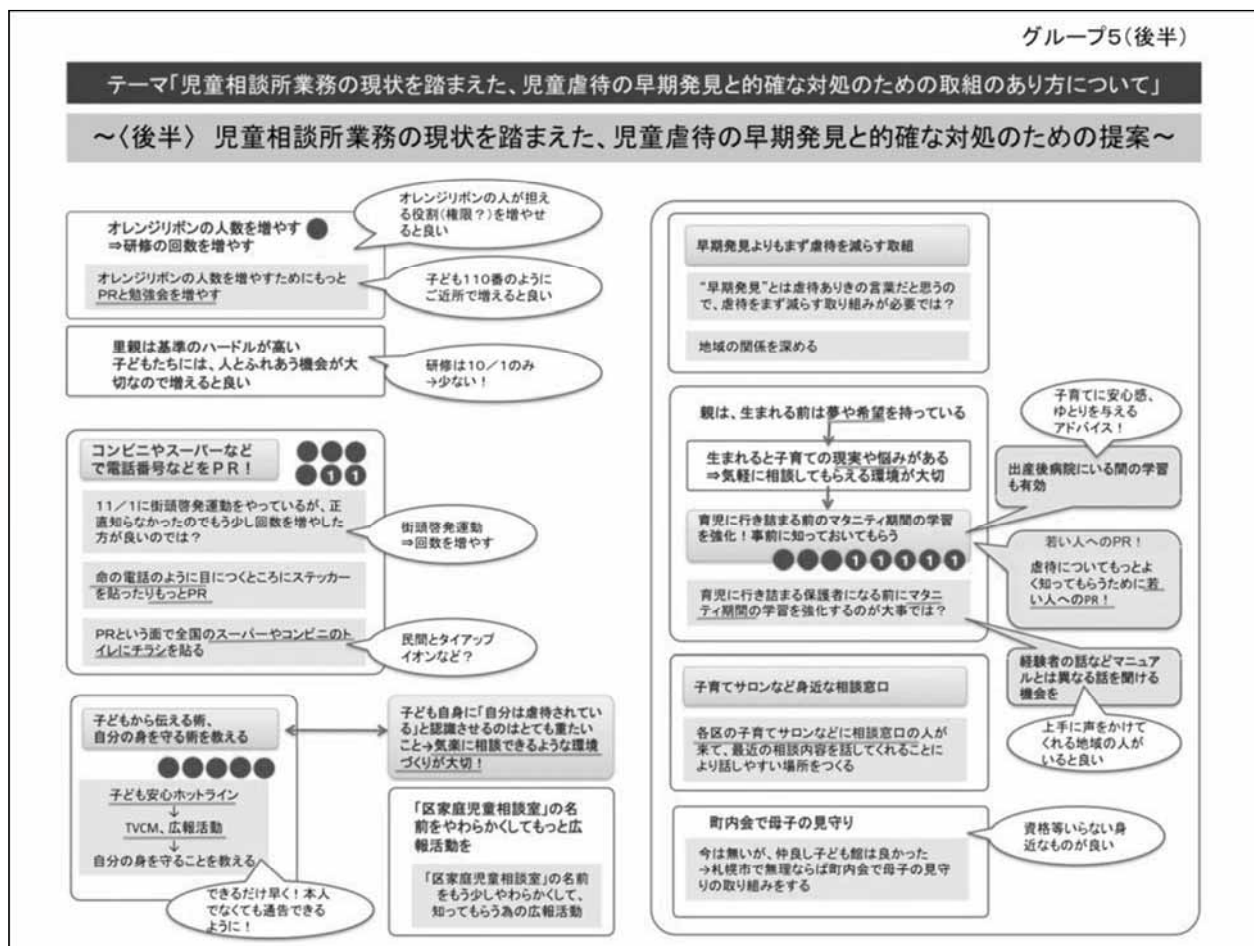 グループ5(後半)
テーマ「児童相談所業務の現状を踏まえた、児童虐待の早期発見と的確な対処のための取組のあり方について」
～〈後半〉 児童相談所業務の現状を踏まえた、児童虐待の早期発見と的確な対処のための提案～
オレンジリボンの人数を増やす
⇒研修の回数を増やす
オレンジリボンの人が担え
る役割(権限？)を増やせ
ると良い
オレンジリボンの人数を増やすためにもっと
PRと勉強会を増やす
子ども110番のように
ご近所で増えると良い
里親は基準のハードルが高い
子どもたちには、人とふれあう機会が大
切なので増えると良い
研修は10／1のみ
→少ない！
コンビニやスーパーなど
で電話番号などをPR！
1 1
11／1に街頭啓発運動をやっているが、正
直知らなかったのでもう少し回数を増やした
方が良いのでは？
街頭啓発運動
⇒回数を増やす
命の電話のように目につくところにステッカー
を貼ったりもっとPR
PRという面で全国のスーパーやコンビニのト
イレにチラシを貼る
民間とタイアップ
イオンなど？
子どもから伝える術、
自分の身を守る術を教える
子ども安心ホットライン
↓
TVCM、広報活動
↓
自分の身を守ることを教える
できるだけ早く！本人
でなくても通告できる
ように！
子ども自身に「自分は虐待されてい
る」と認識させるのはとても重たい
こと→気楽に相談できるような環境
づくりが大切！
「区家庭児童相談室」の名
前をやわらかくしてもっと広
報活動を
「区家庭児童相談室」の名前
をもう少しやわらかくして、
知ってもらう為の広報活動
早期発見よりもまず虐待を減らす取組
“早期発見”とは虐待ありきの言葉だと思うの
で、虐待をまず減らす取り組みが必要では？
地域の関係を深める
親は、生まれる前は夢や希望を持っている
生まれると子育ての現実や悩みがある
⇒気軽に相談してもらえる環境が大切
子育てに安心感、
ゆとりを与える
アドバイス！
出産後病院にいる間の学習
も有効
育児に行き詰まる前のマタニティ期間の学習
を強化！事前に知っておいてもらう
1 1 1 1 1
育児に行き詰まる保護者になる前にマタニ
ティ期間の学習を強化するのが大事では？
若い人へのPR！
虐待についてもっとよ
く知ってもらうために若
い人へのPR！
経験者の話などマニュア
ルとは異なる話を聞ける
機会を
上手に声をかけて
くれる地域の人が
いると良い
子育てサロンなど身近な相談窓口
各区の子育てサロンなどに相談窓口の人が
来て、最近の相談内容を話してくれることに
より話しやすい場所をつくる
町内会で母子の見守り
今は無いが、仲良し子ども館は良かった
→札幌市で無理ならば町内会で母子の見守
りの取り組みをする
資格等いらない身
近なものが良い